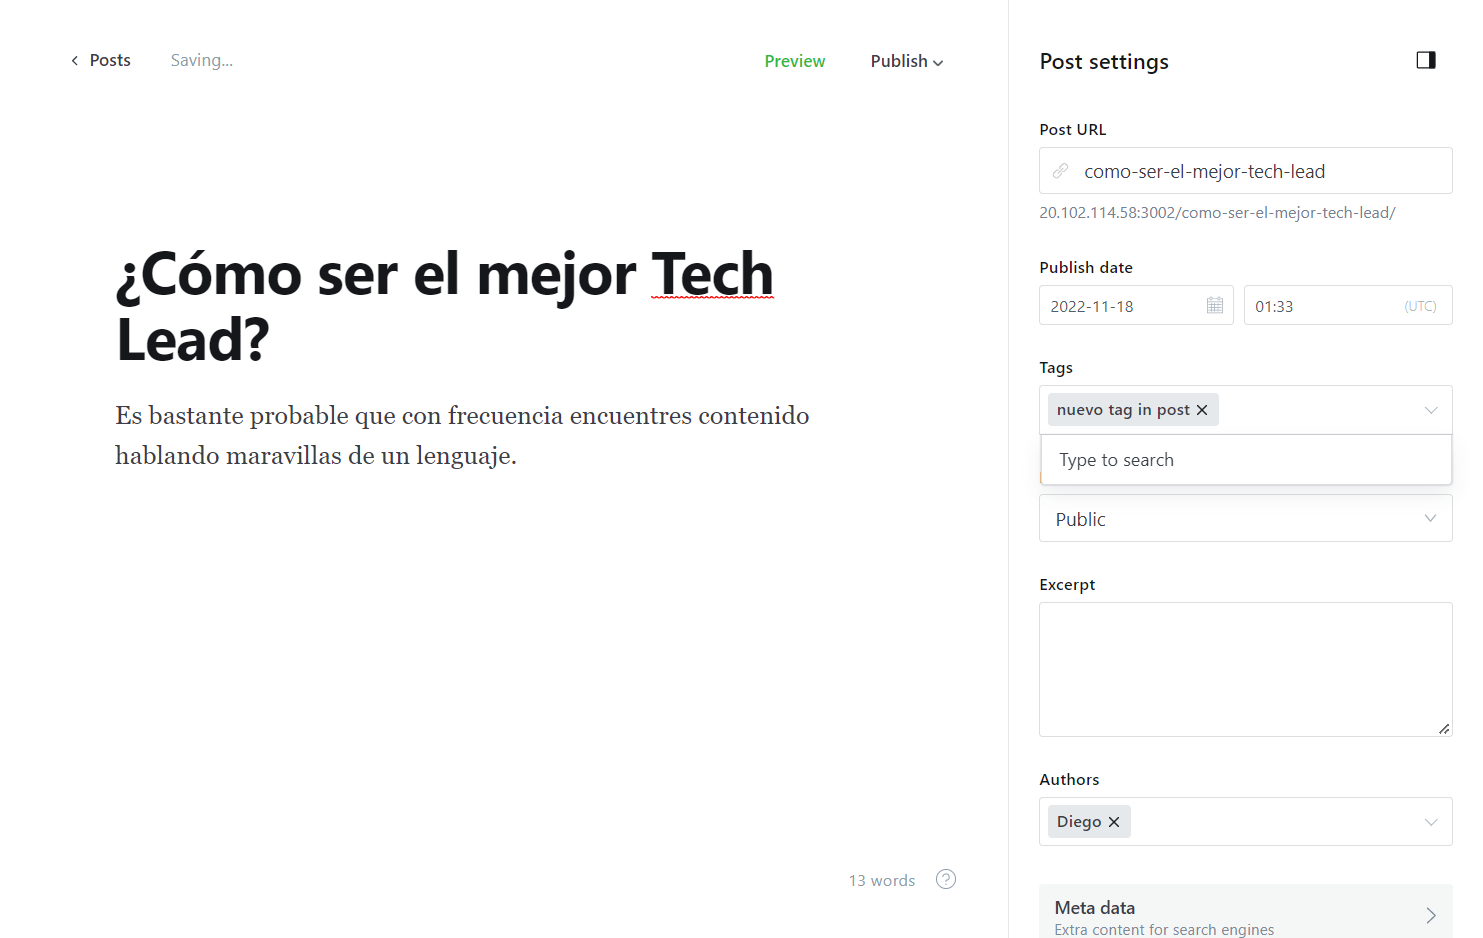 Posts
Saving...
Preview
Publish
¿Cómo ser el mejor Tech
Lead?
Es bastante probable que con frecuencia encuentres contenido
hablando maravillas de un lenguaje.
13 words
?
Post settings
Post URL
como-ser-el-mejor-tech-lead
20.102.114.58:3002/como-ser-el-mejor-tech-lead/
Publish date
2022-11-18
01:33 (UTC)
Tags
nuevo tag in post
Type to search
Public
Excerpt
Authors
Diego
Meta data
Extra content for search engines